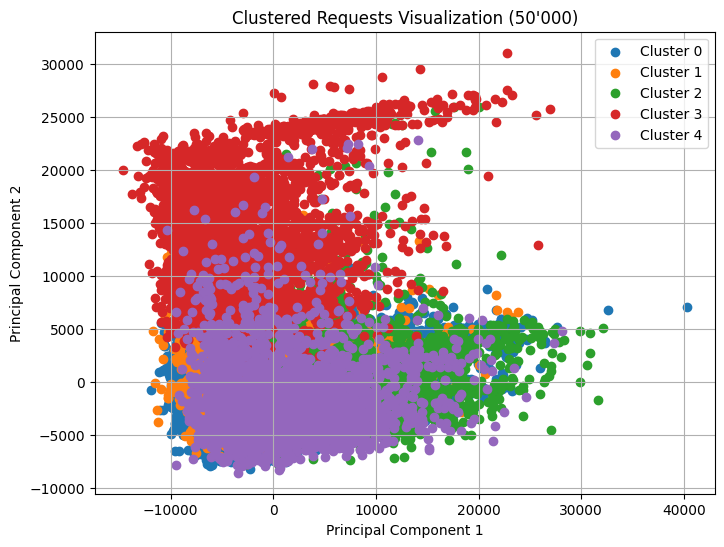 Clustered Requests Visualization (50'000)
Cluster 0
Cluster 1
Cluster 2
Cluster 3
Cluster 4
30000
25000
20000
15000
10000
5000
0
−5000
−10000
Principal Component 2
−10000 0 10000 20000 30000 40000
Principal Component 1